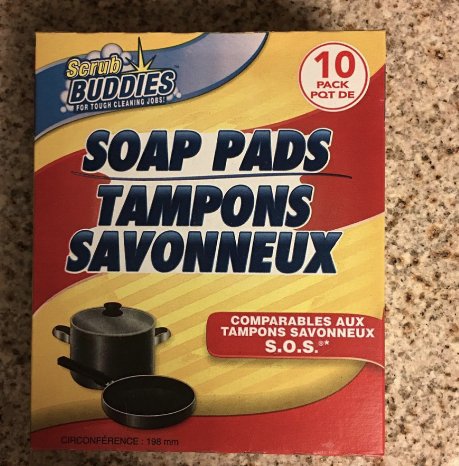 Scrub
BUDDIES™
FOR TOUGH CLEANING JOBS!
10
PACK
PQT DE
SOAP PADS
TAMPONS
SAVONNEUX
COMPARABLES AUX
TAMPONS SAVONNEUX
S.O.S.®*
CIRCONFÉRENCE : 198 mm